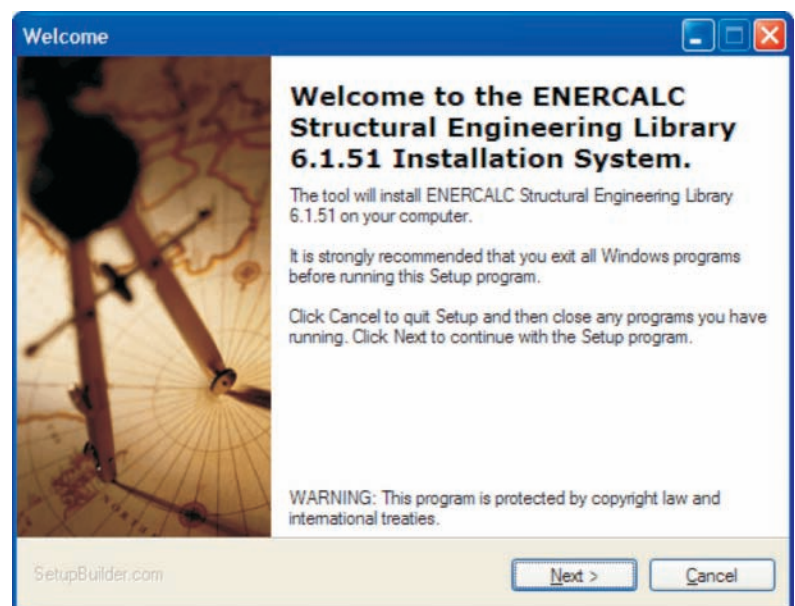 Welcome
Welcome to the ENERCALC
Structural Engineering Library
6.1.51 Installation System.
The tool will install ENERCALC Structural Engineering Library
6.1.51 on your computer.
It is strongly recommended that you exit all Windows programs
before running this Setup program.
Click Cancel to quit Setup and then close any programs you have
running. Click Next to continue with the Setup program.
WARNING: This program is protected by copyright law and
international treaties.
NORTH
SetupBuilder.com
Next >
Cancel